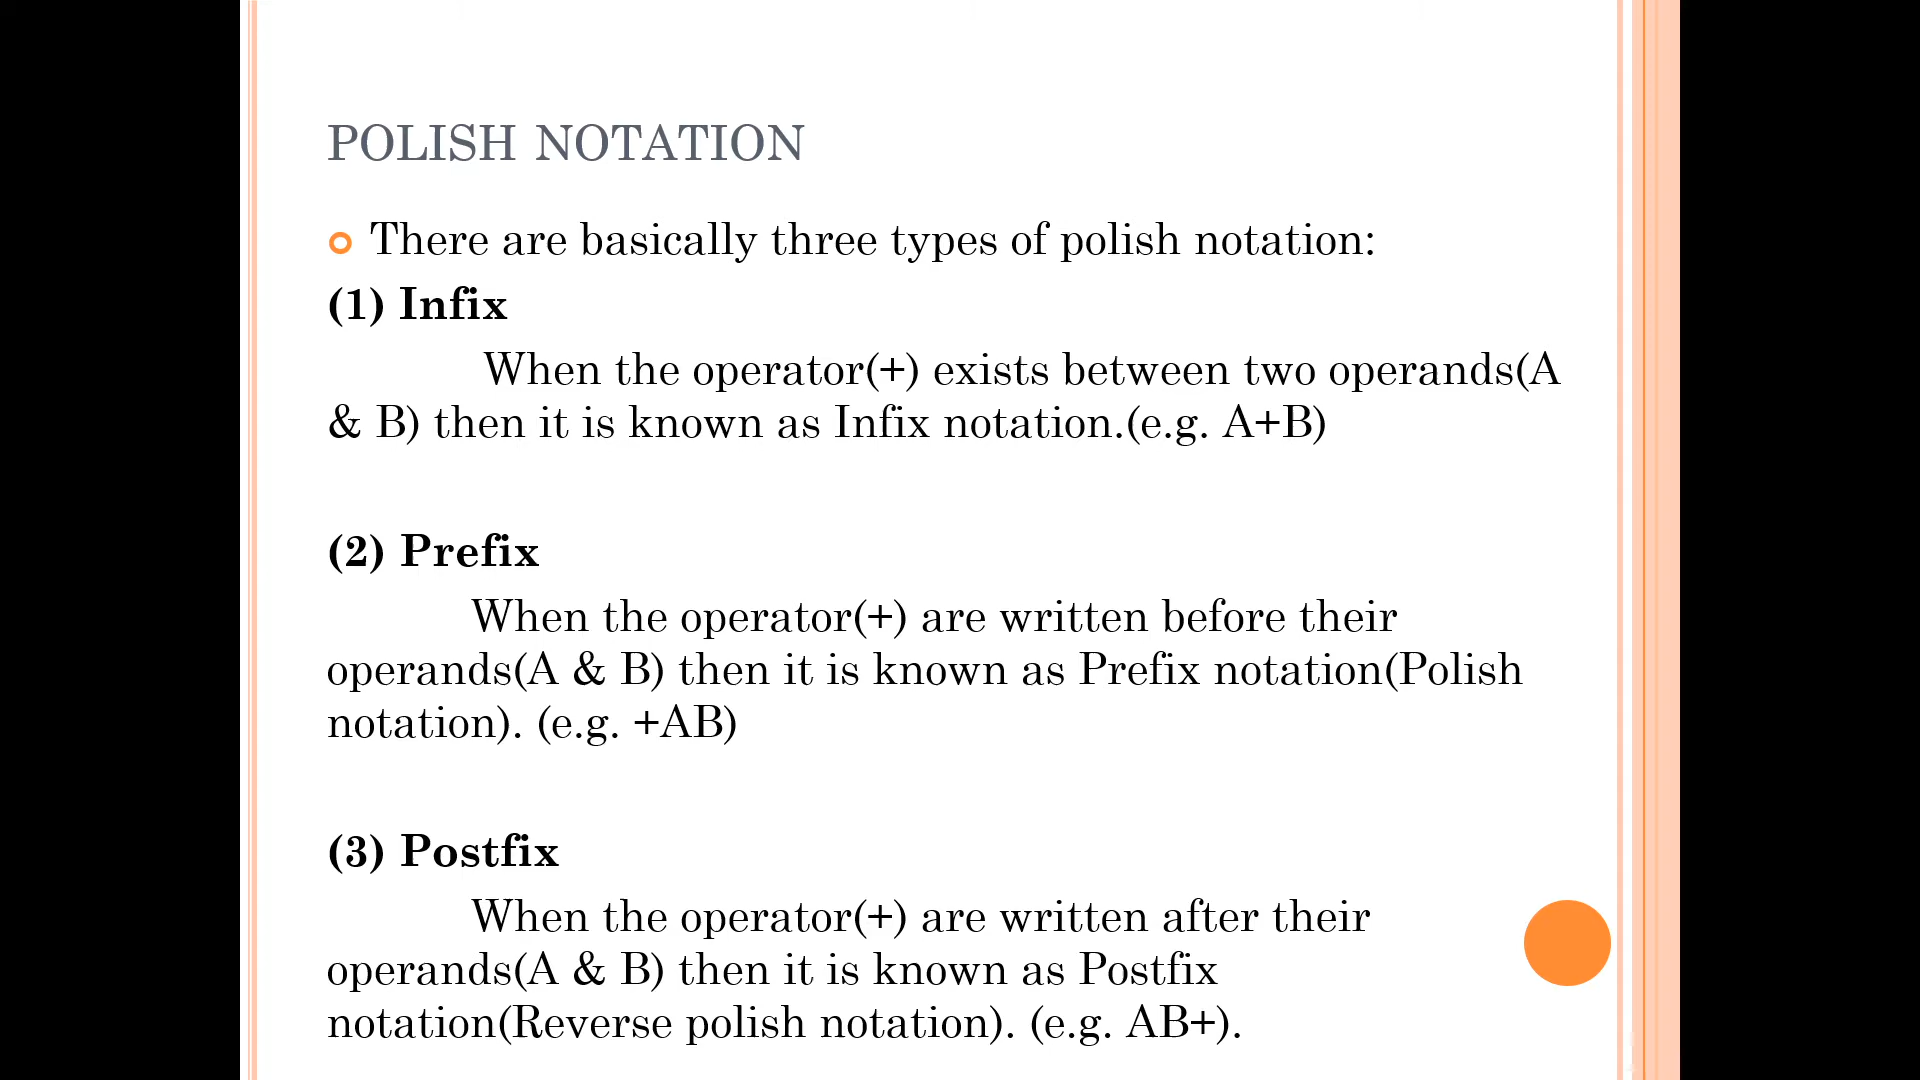 POLISH NOTATION
There are basically three types of polish notation:
(1) Infix
When the operator(+) exists between two operands(A
& B) then it is known as Infix notation.(e.g. A+B)
(2) Prefix
When the operator(+) are written before their
operands(A & B) then it is known as Prefix notation(Polish
notation). (e.g. +AB)
(3) Postfix
When the operator(+) are written after their
operands(A & B) then it is known as Postfix
notation(Reverse polish notation). (e.g. AB+).